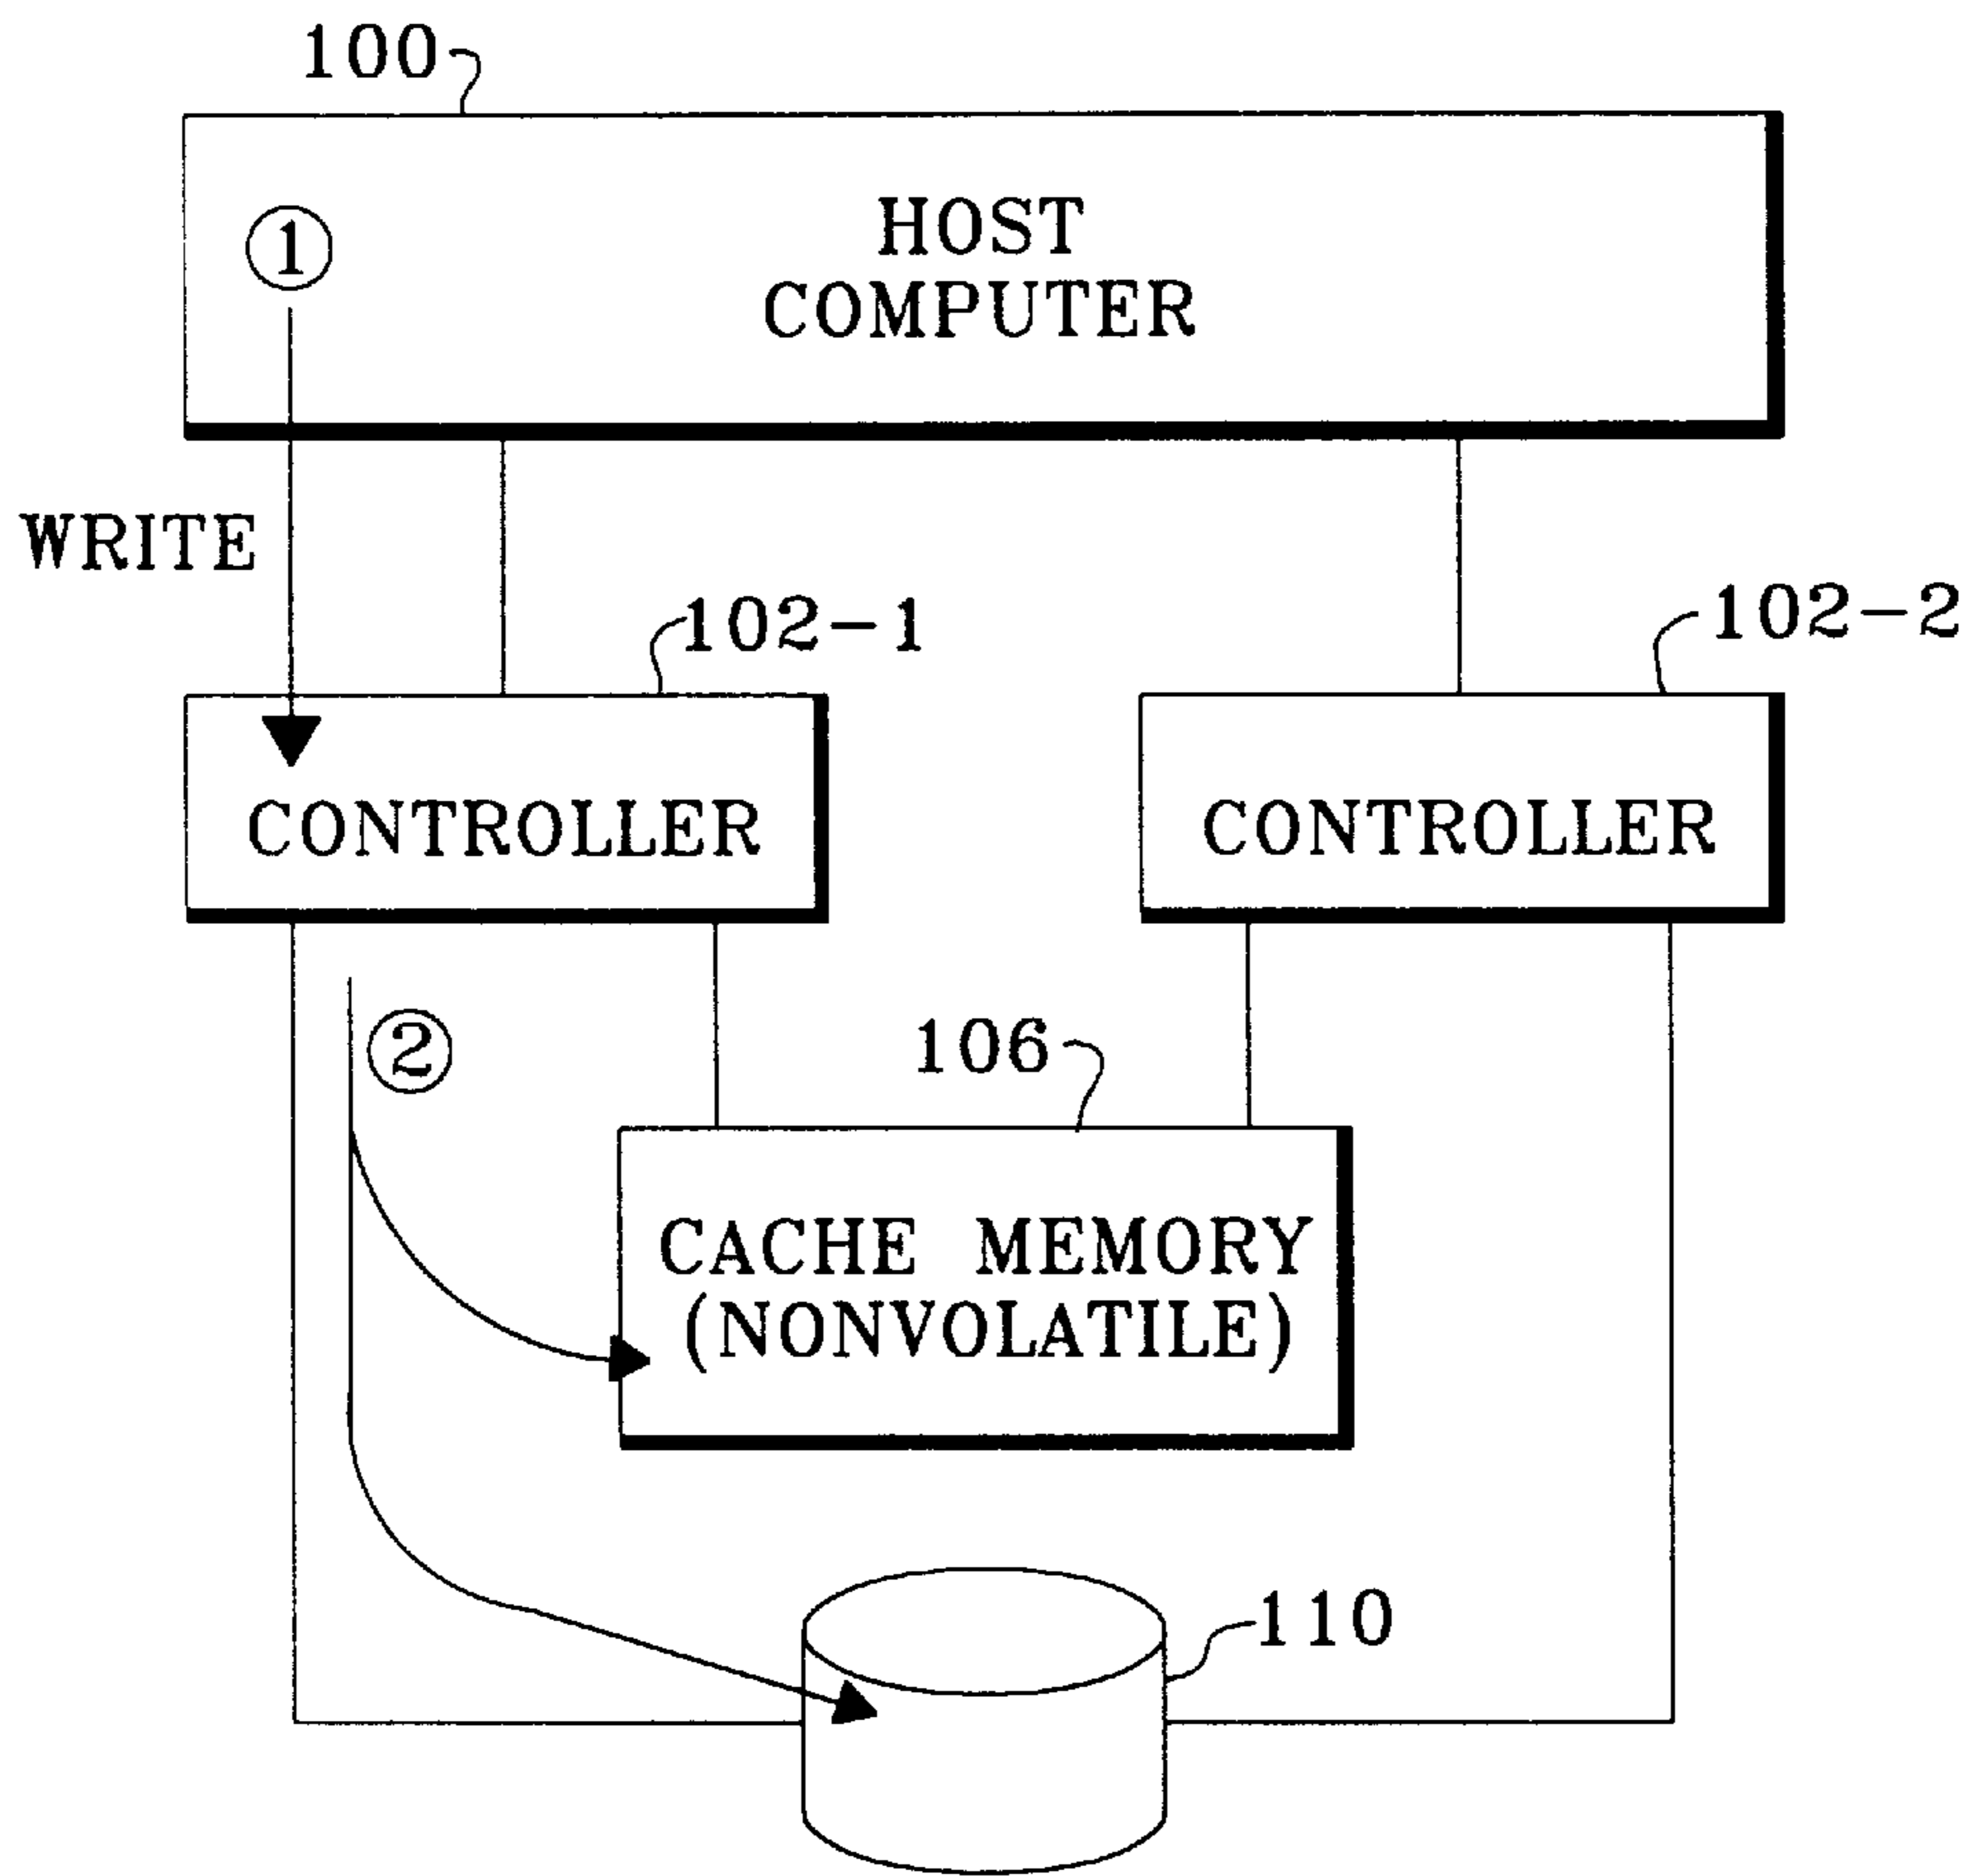 100
①
HOST
COMPUTER
WRITE
102-1
102-2
CONTROLLER
CONTROLLER
②
106
CACHE MEMORY
(NONVOLATILE)
110